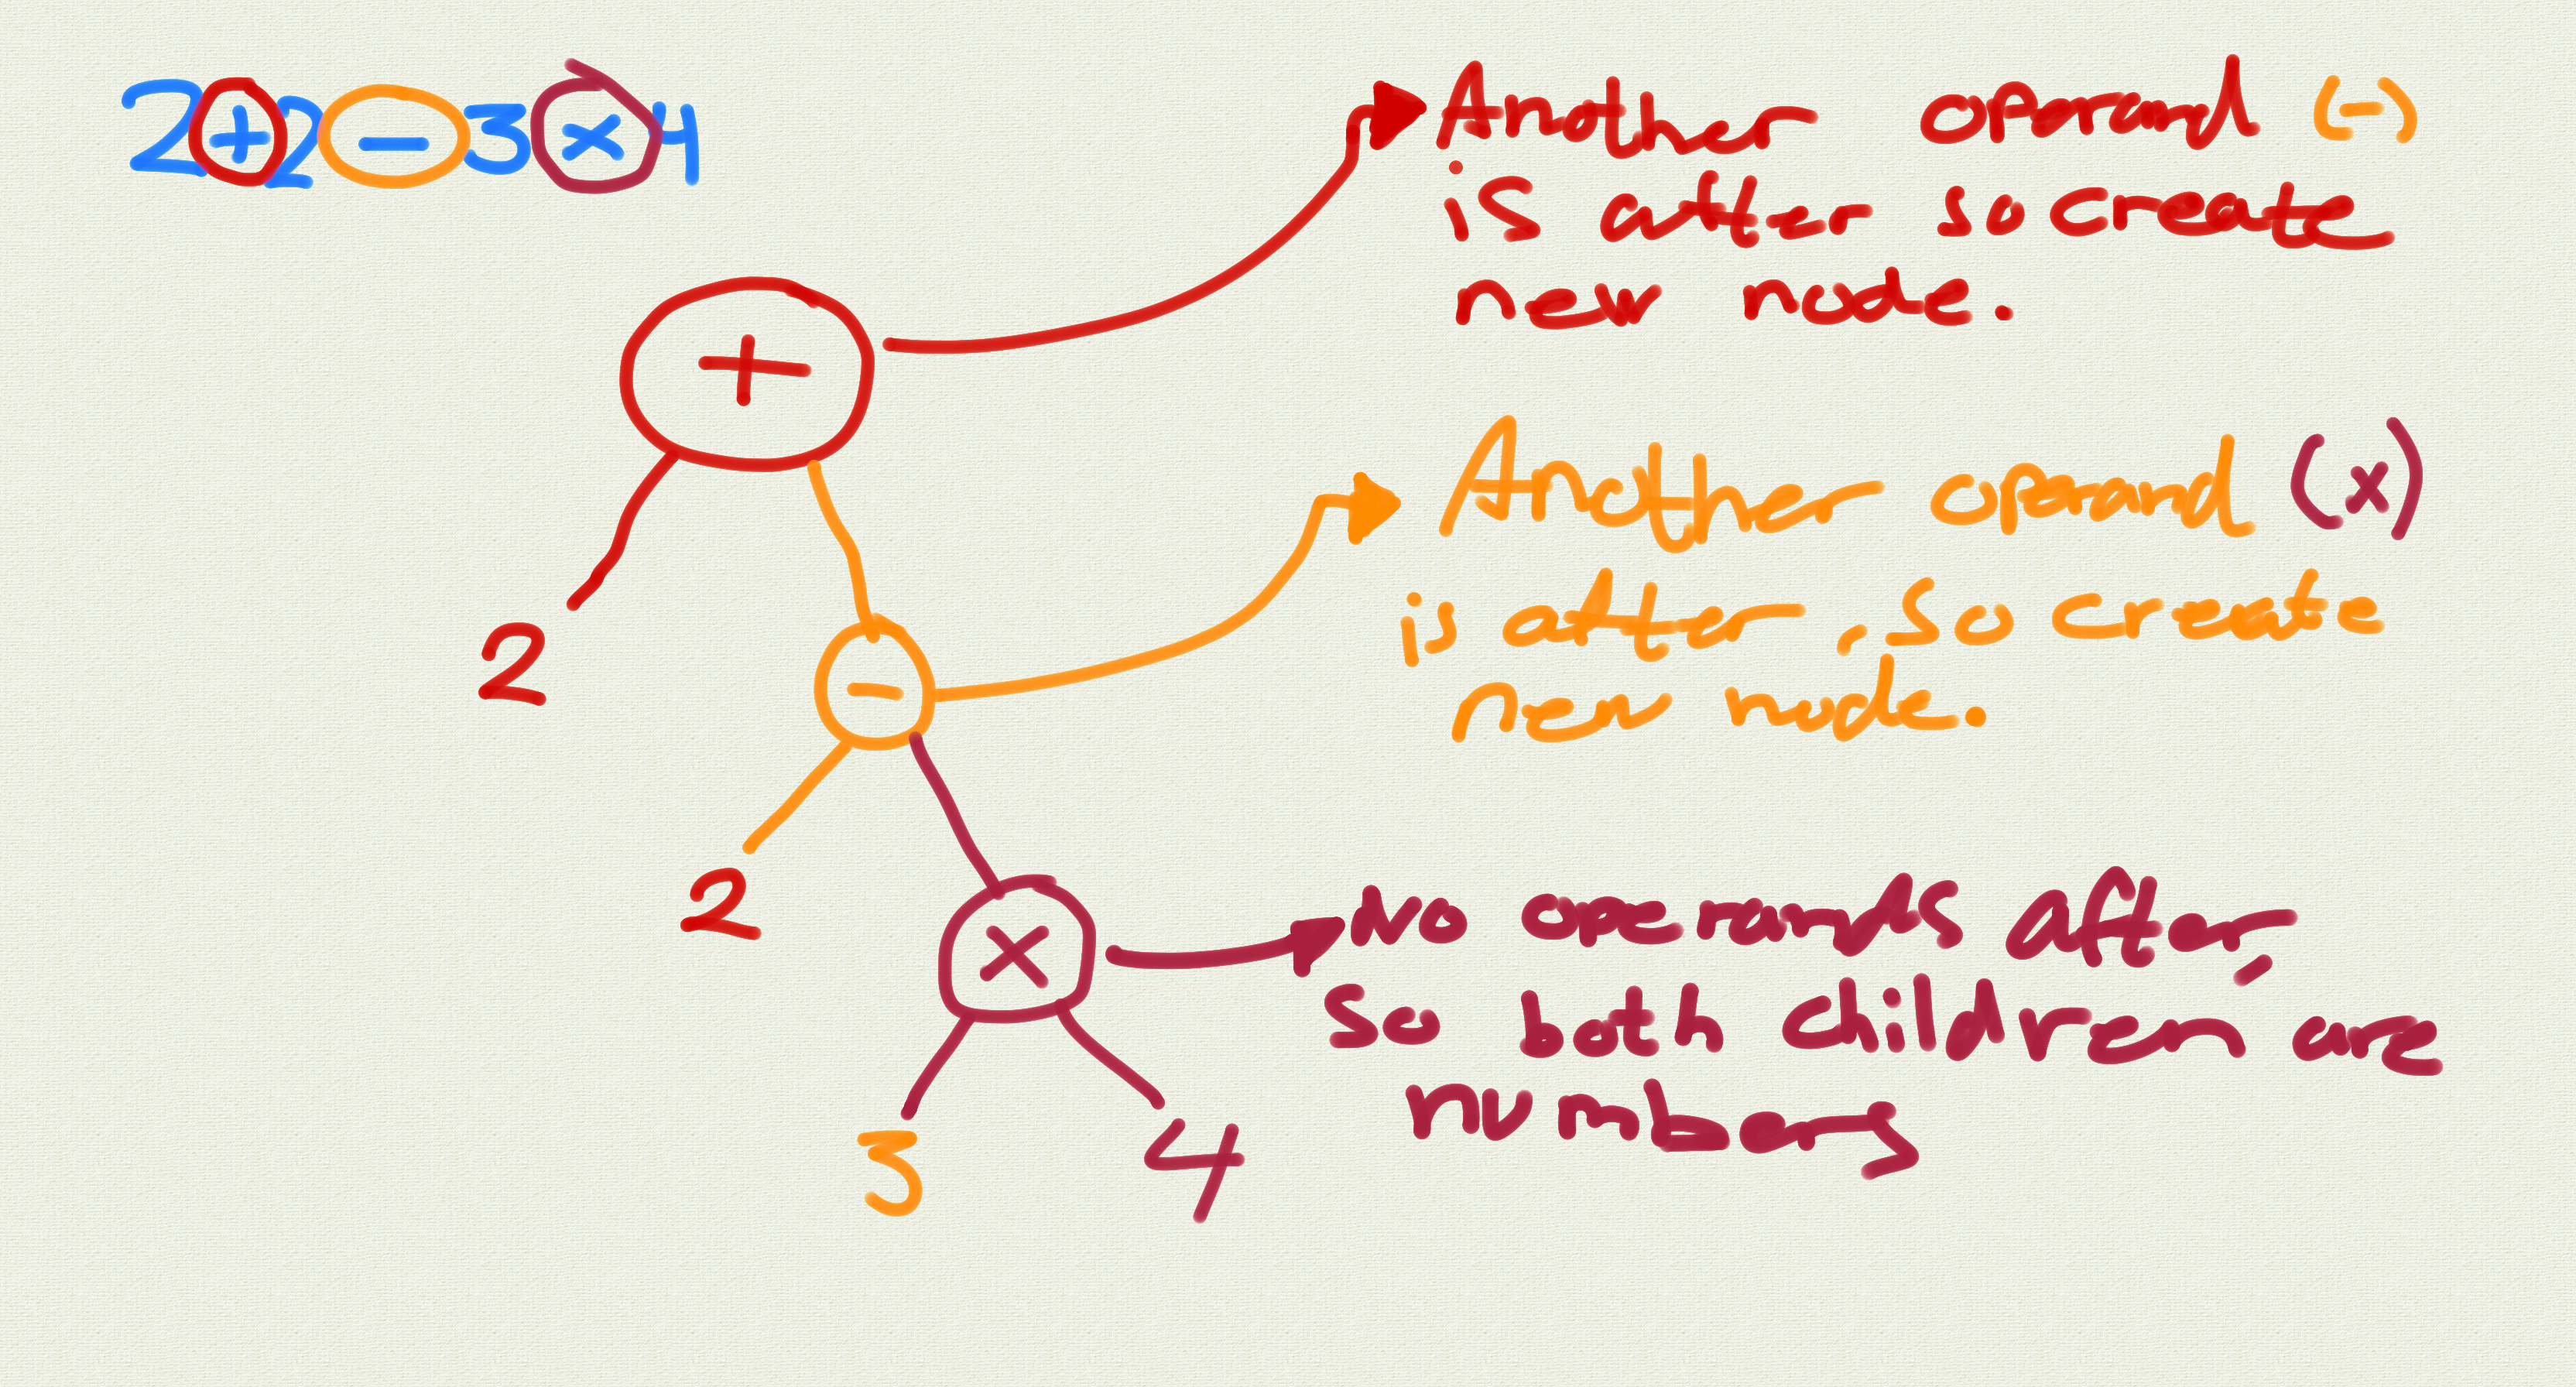 2+2-3×4
Another operand (-)
is after so create
new node.
+
2
Another operand (×)
is after, so create
new node.
-
2
×
No operands after,
so both children are
numbers
3
4